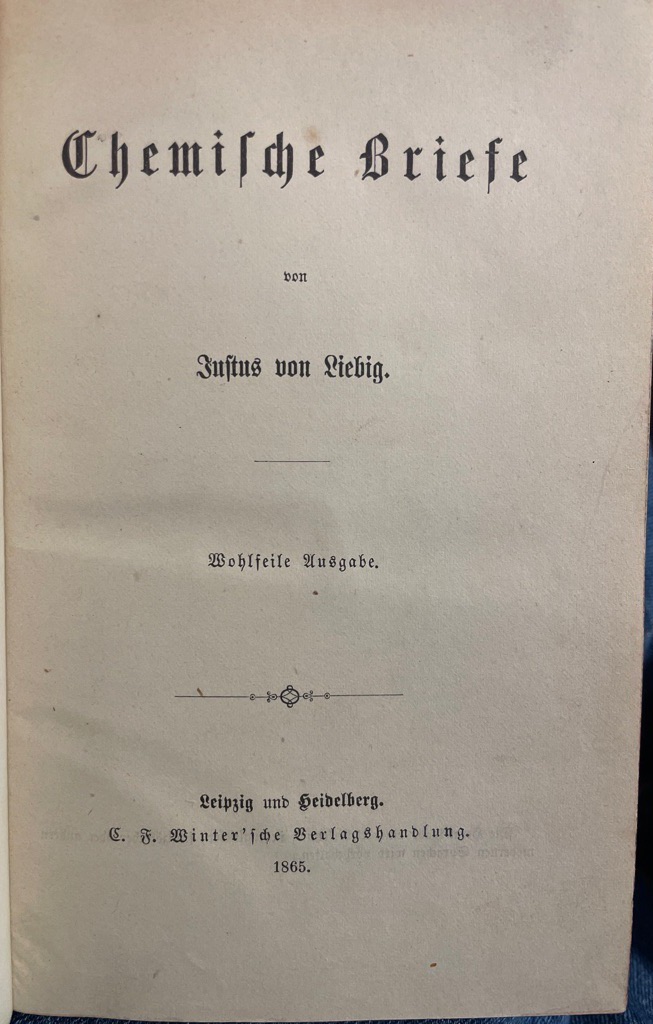 Chemiſche Briefe
von
Juſtus von Liebig.
Wohlfeile Ausgabe.
Leipzig und Heidelberg.
C. F. Winter'ſche Verlagshandlung.
1865.